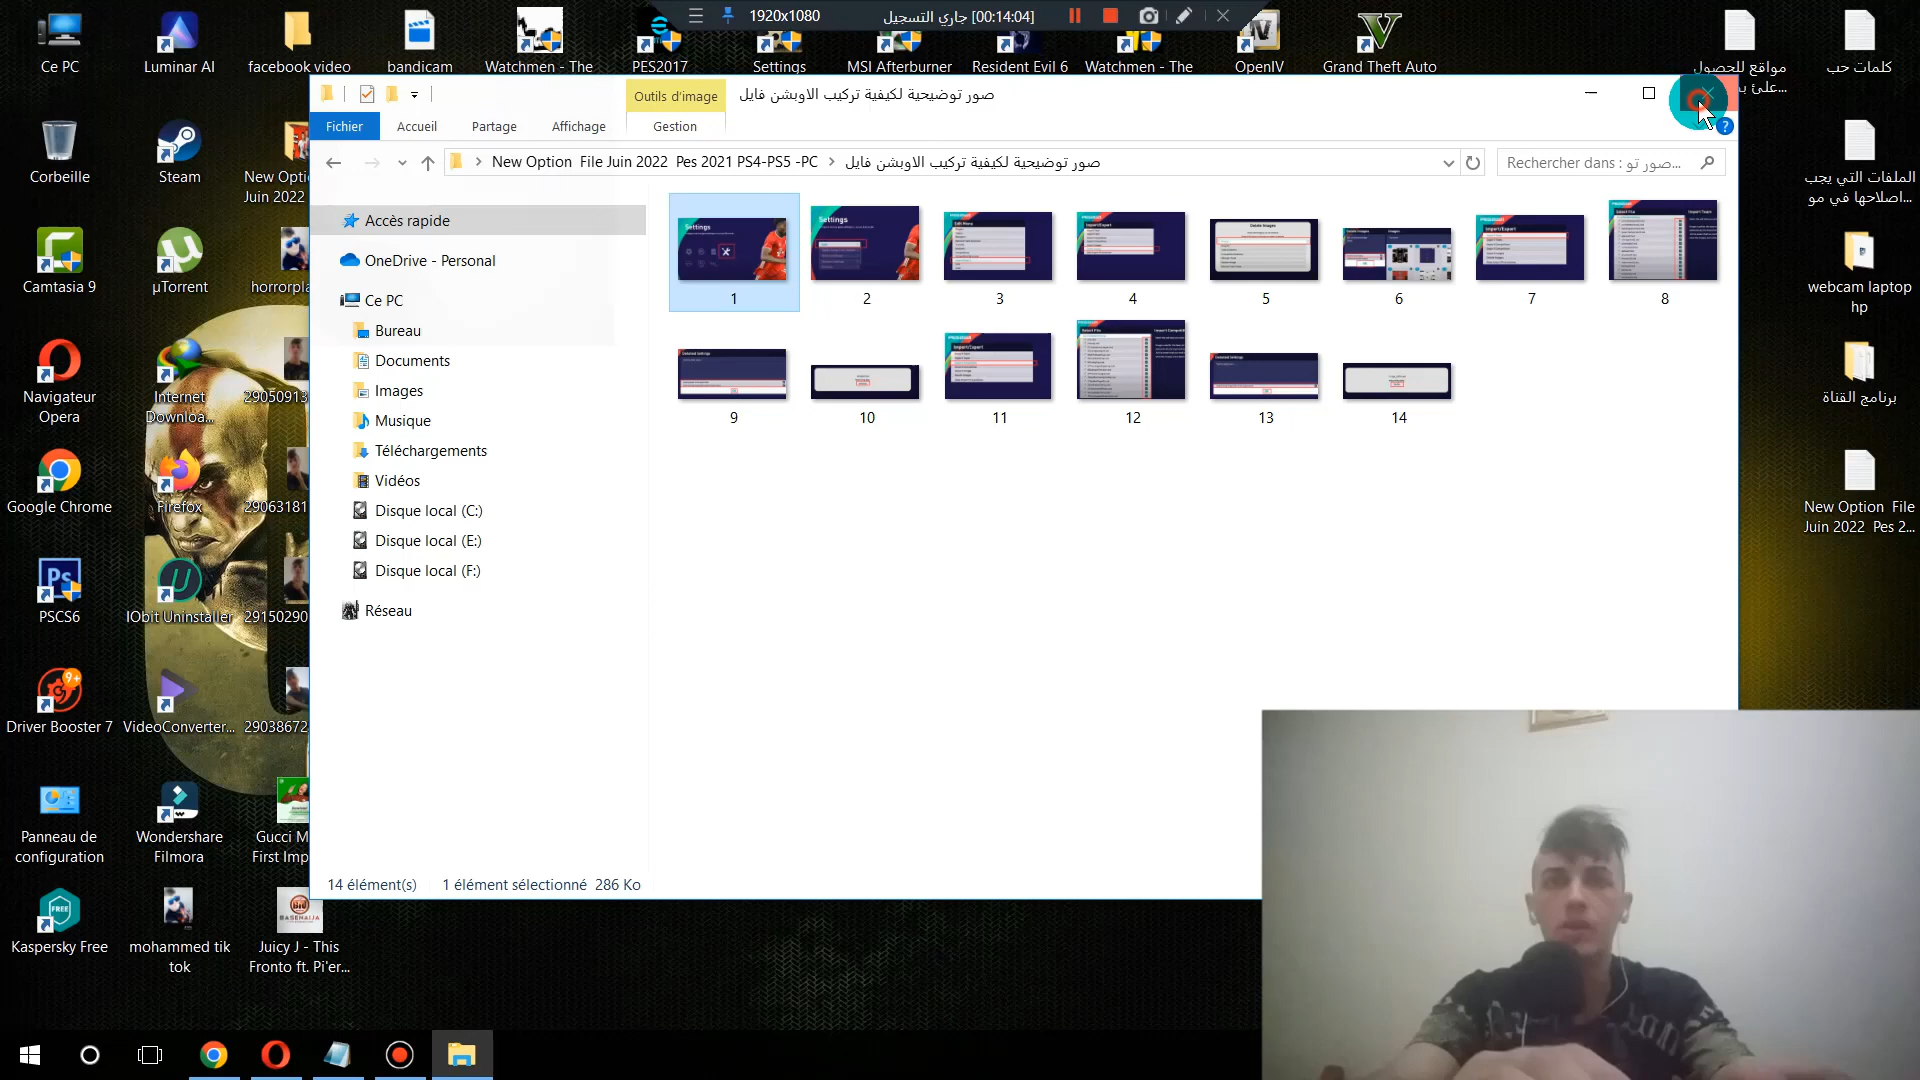 1920x1080
جاري التسجيل [00:14:04]
Ce PC
Luminar AI
facebook video
bandicam
Watchmen - The
PES2017
Settings
MSI Afterburner
Resident Evil 6
Watchmen - The
OpenIV
Grand Theft Auto
مواقع للحصول
كلمات حب
Outils d'image
صور توضيحية لكيفية تركيب الاوبشن فايل
Fichier
Accueil
Partage
Affichage
Gestion
New Option File Juin 2022 Pes 2021 PS4-PS5 -PC
صور توضيحية لكيفية تركيب الاوبشن فايل
Rechercher dans : صور تو...
Corbeille
Steam
New Opti
Juin 2022
الملفات التي يجب
اصلاحها في مو...
Accès rapide
OneDrive - Personal
Ce PC
Bureau
Documents
Images
Musique
Téléchargements
Vidéos
Disque local (C:)
Disque local (E:)
Disque local (F:)
Réseau
Settings
Settings
1
2
3
4
5
6
7
8
9
10
11
12
13
14
Camtasia 9
µTorrent
horrorpla
webcam laptop
hp
Navigateur
Opera
Internet
Downloa...
29050913
برنامج القناة
Google Chrome
Firefox
29063181
New Option File
Juin 2022 Pes 2...
PSCS6
IObit Uninstaller
29150290
Driver Booster 7
VideoConverter...
29038672
Panneau de
configuration
Wondershare
Filmora
Gucci M
First Imp
14 élément(s)
1 élément sélectionné 286 Ko
Kaspersky Free
mohammed tik
tok
Juicy J - This
Fronto ft. Pi'er...